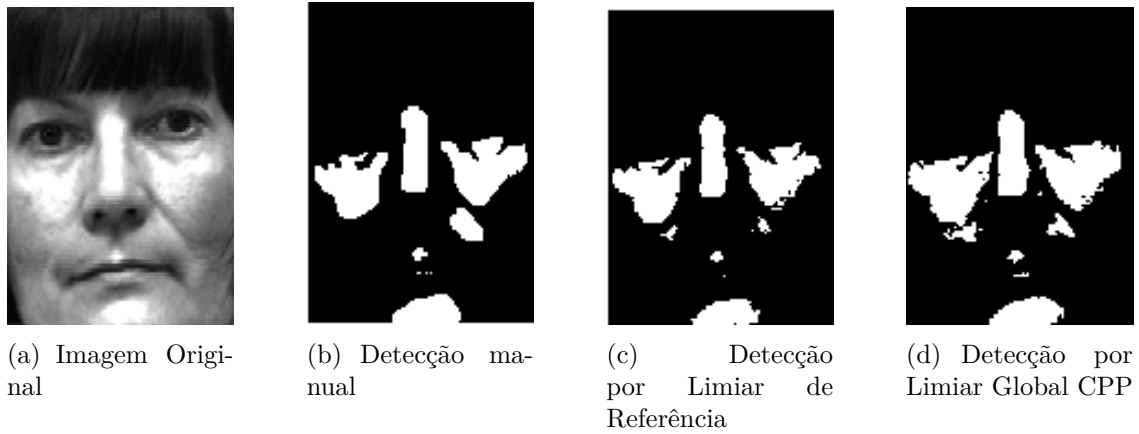 (a) Imagem Origi-
nal
(b) Detecção ma-
nual
(c) Detecção
por Limiar de
Referência
(d) Detecção por
Limiar Global CPP